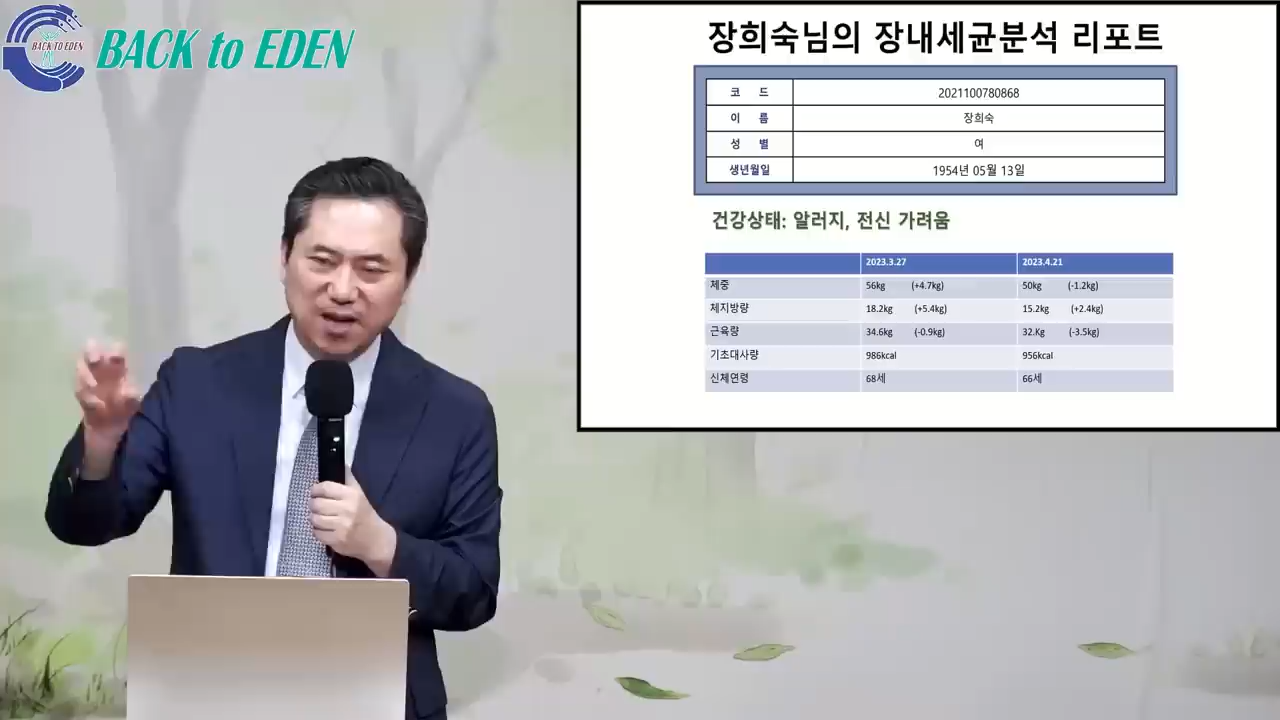 BACK TO EDEN
BACK to EDEN
장희숙님의 장내세균분석 리포트
코 드 2021100780868
이 름 장희숙
성 별 여
생년월일 1954년 05월 13일
건강상태: 알러지, 전신 가려움
2023.3.27 2023.4.21
체중 56kg (+4.7kg) 50kg (-1.2kg)
체지방량 18.2kg (+5.4kg) 15.2kg (+2.4kg)
근육량 34.6kg (-0.9kg) 32.Kg (-3.5kg)
기초대사량 986kcal 956kcal
신체연령 68세 66세